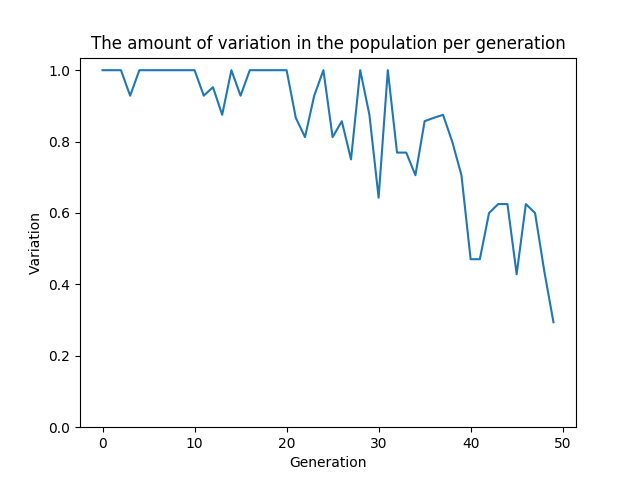 The amount of variation in the population per generation
1.0
0.8
0.6
0.4
0.2
0.0
Variation
0 10 20 30 40 50
Generation